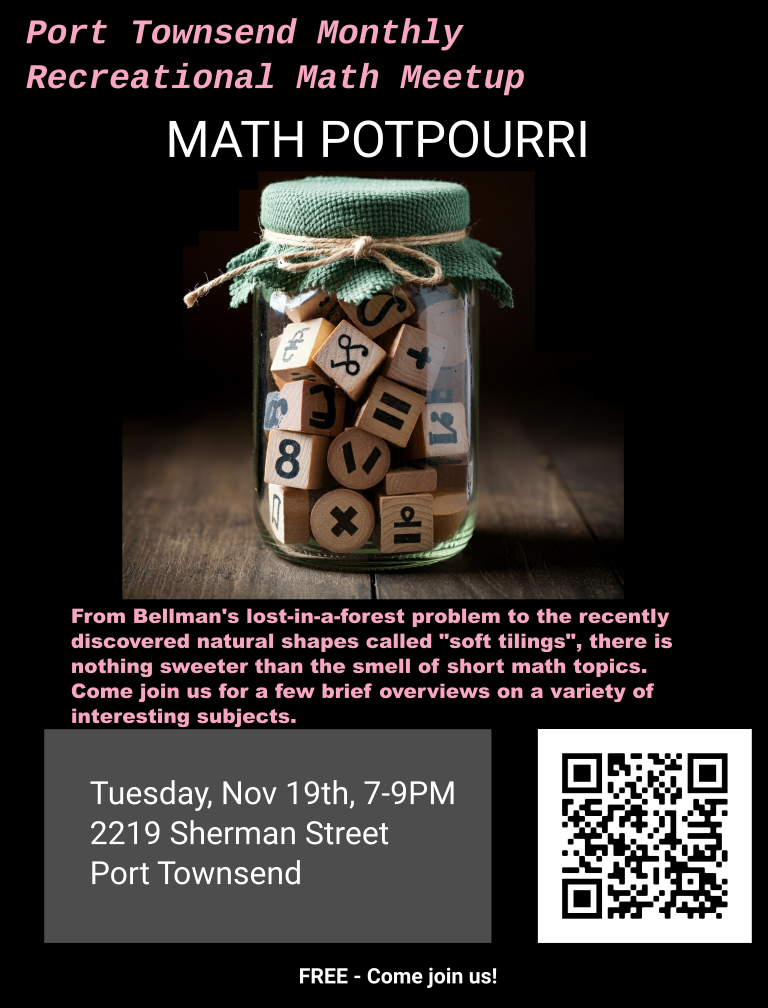 Port Townsend Monthly
Recreational Math Meetup
MATH POTPOURRI
8
From Bellman's lost-in-a-forest problem to the recently
discovered natural shapes called "soft tilings", there is
nothing sweeter than the smell of short math topics.
Come join us for a few brief overviews on a variety of
interesting subjects.
Tuesday, Nov 19th, 7-9PM
2219 Sherman Street
Port Townsend
FREE - Come join us!